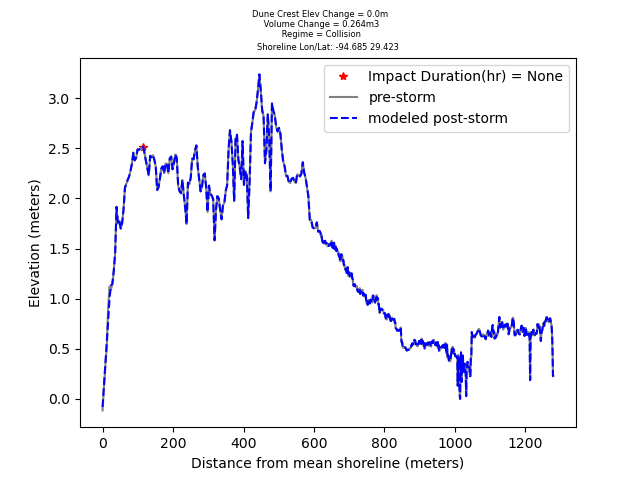 Dune Crest Elev Change = 0.0m
Volume Change = 0.264m3
Regime = Collision
Shoreline Lon/Lat: -94.685 29.423
Impact Duration(hr) = None
pre-storm
modeled post-storm
3.0
2.5
2.0
1.5
1.0
0.5
0.0
Elevation (meters)
0 200 400 600 800 1000 1200
Distance from mean shoreline (meters)